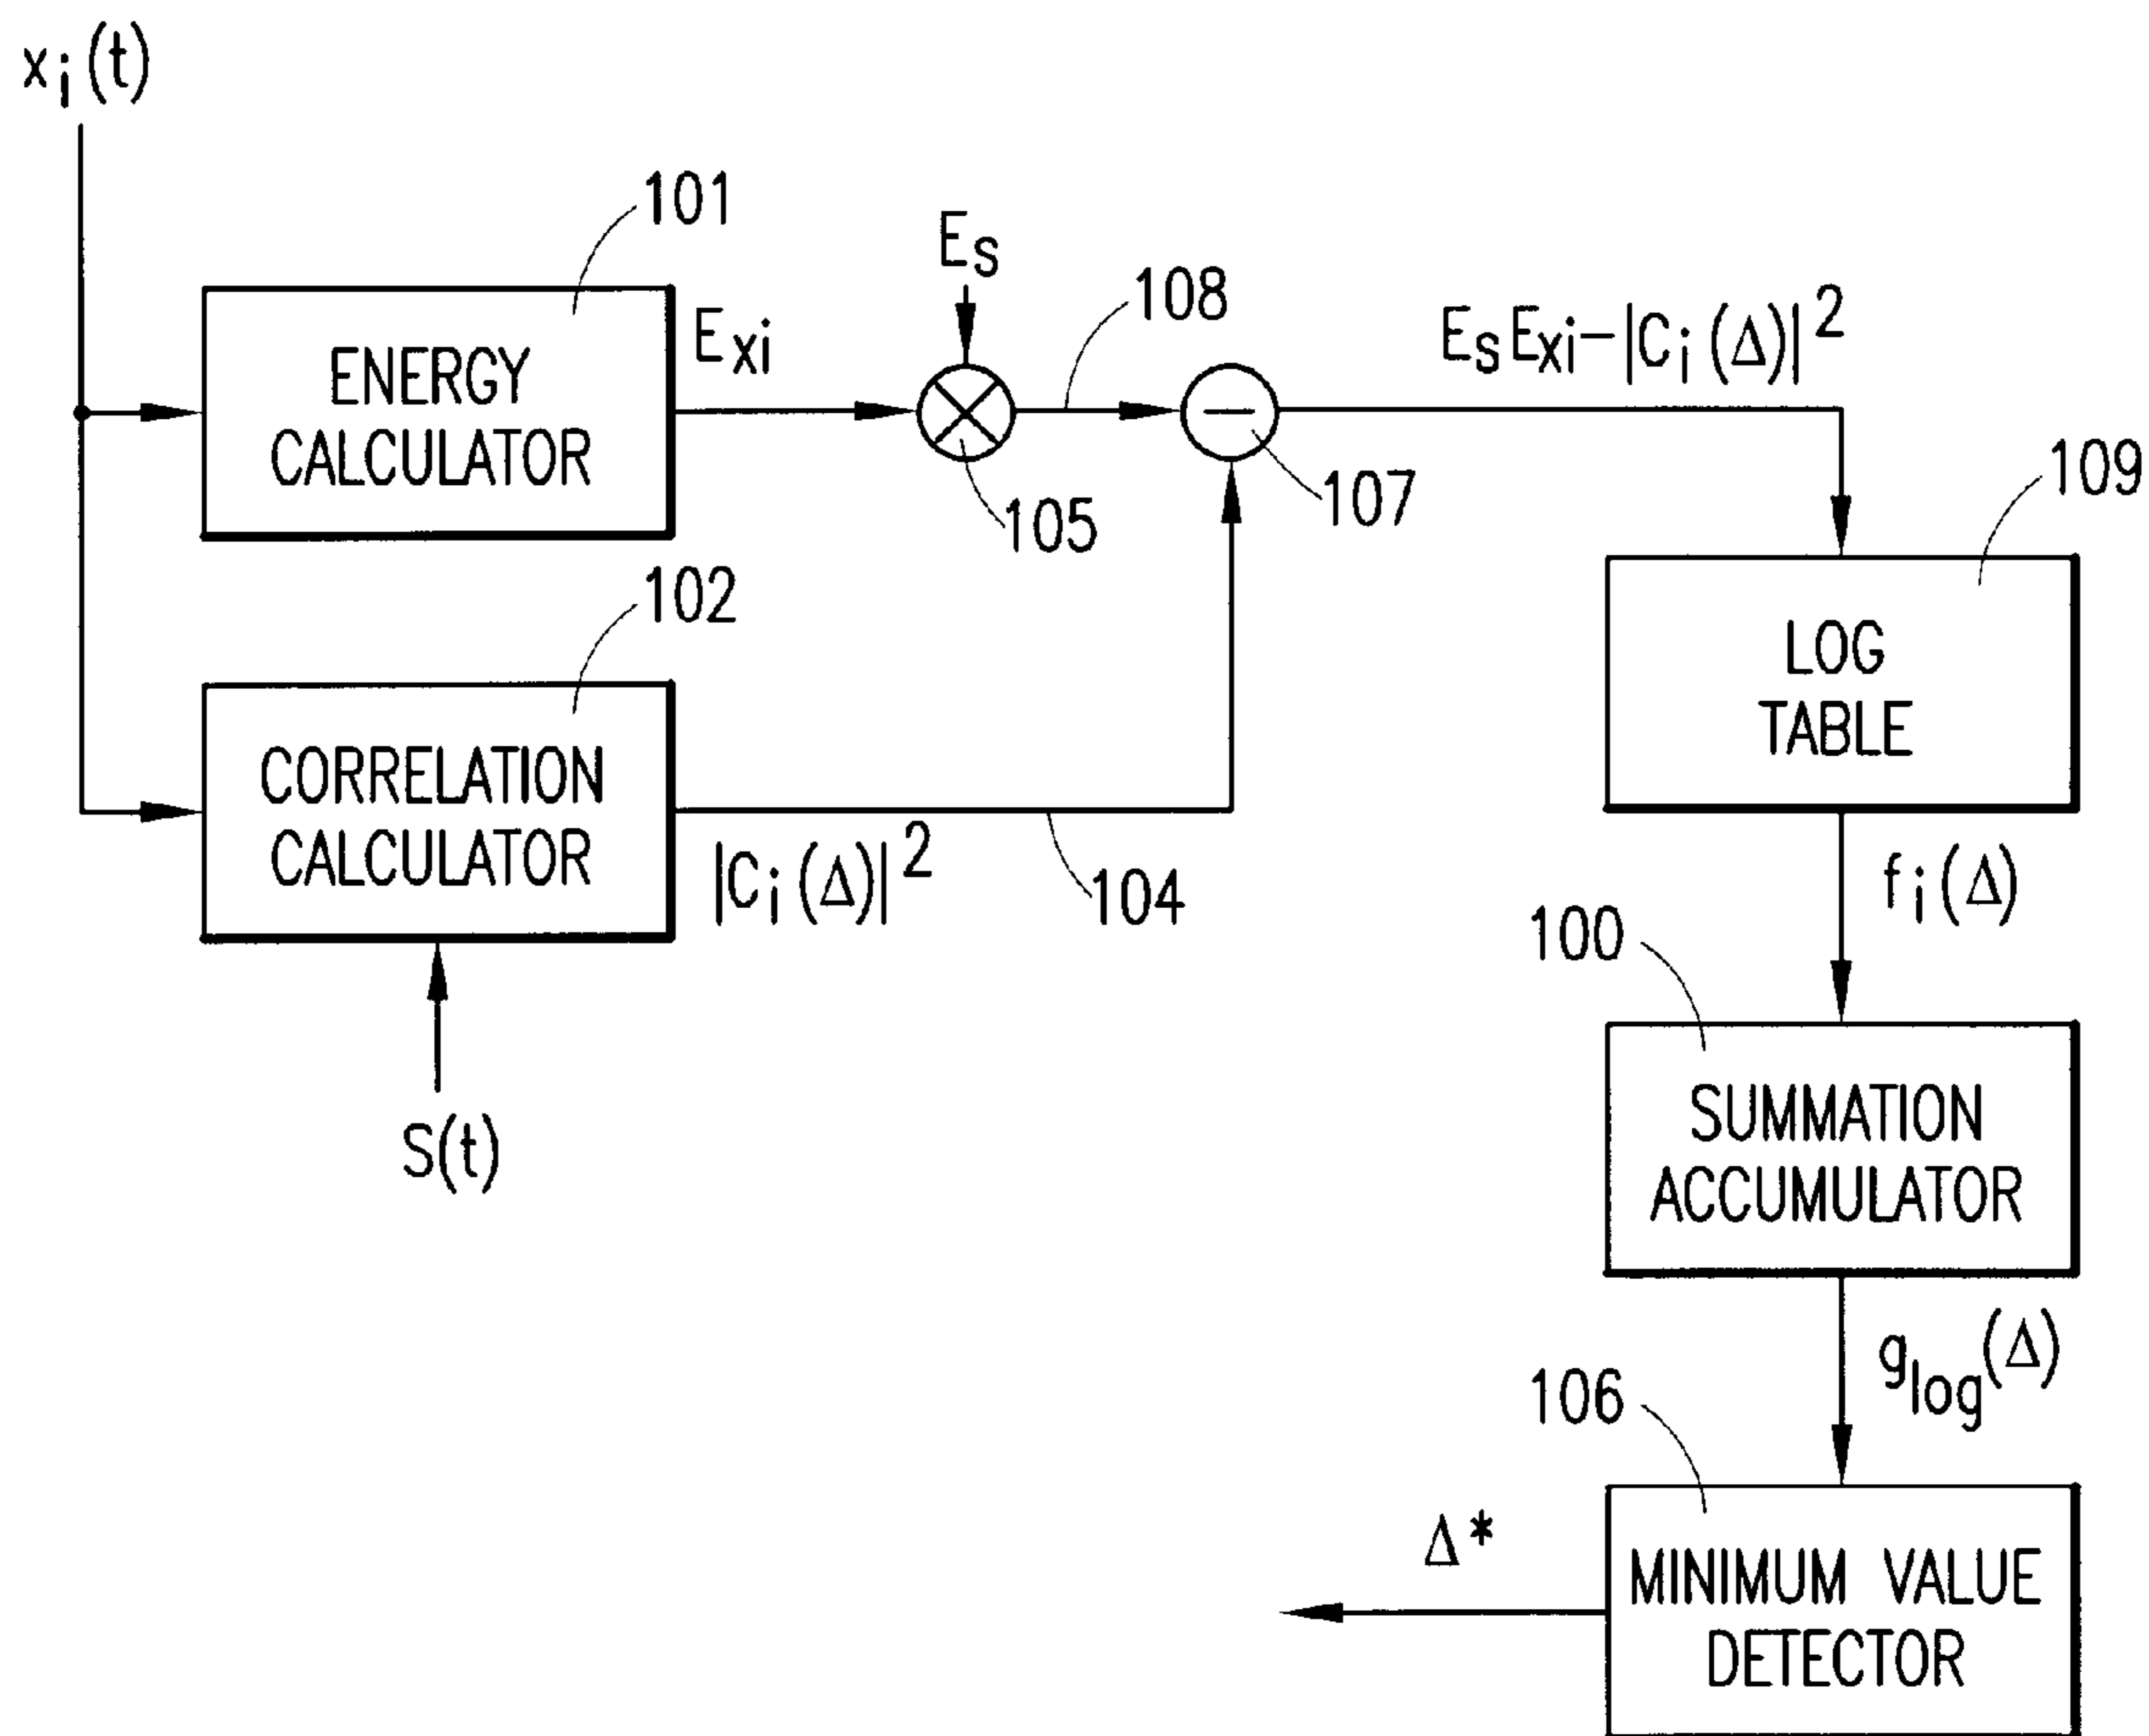 xi(t)
101
ENERGY
CALCULATOR
Exi
Es
108
105
107
EsExi-|Ci(Δ)|2
109
LOG
TABLE
102
CORRELATION
CALCULATOR
|Ci(Δ)|2
104
S(t)
fi(Δ)
100
SUMMATION
ACCUMULATOR
glog(Δ)
106
MINIMUM VALUE
DETECTOR
Δ*